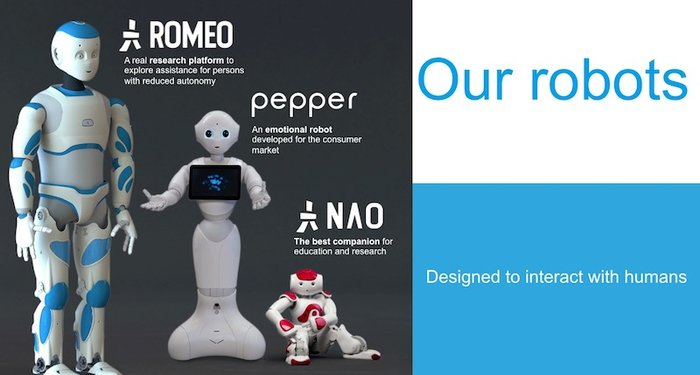 ROMEO
A real research platform to
explore assistance for persons
with reduced autonomy
pepper
An emotional robot
developed for the consumer
market
NAO
The best companion for
education and research
Our robots
Designed to interact with humans